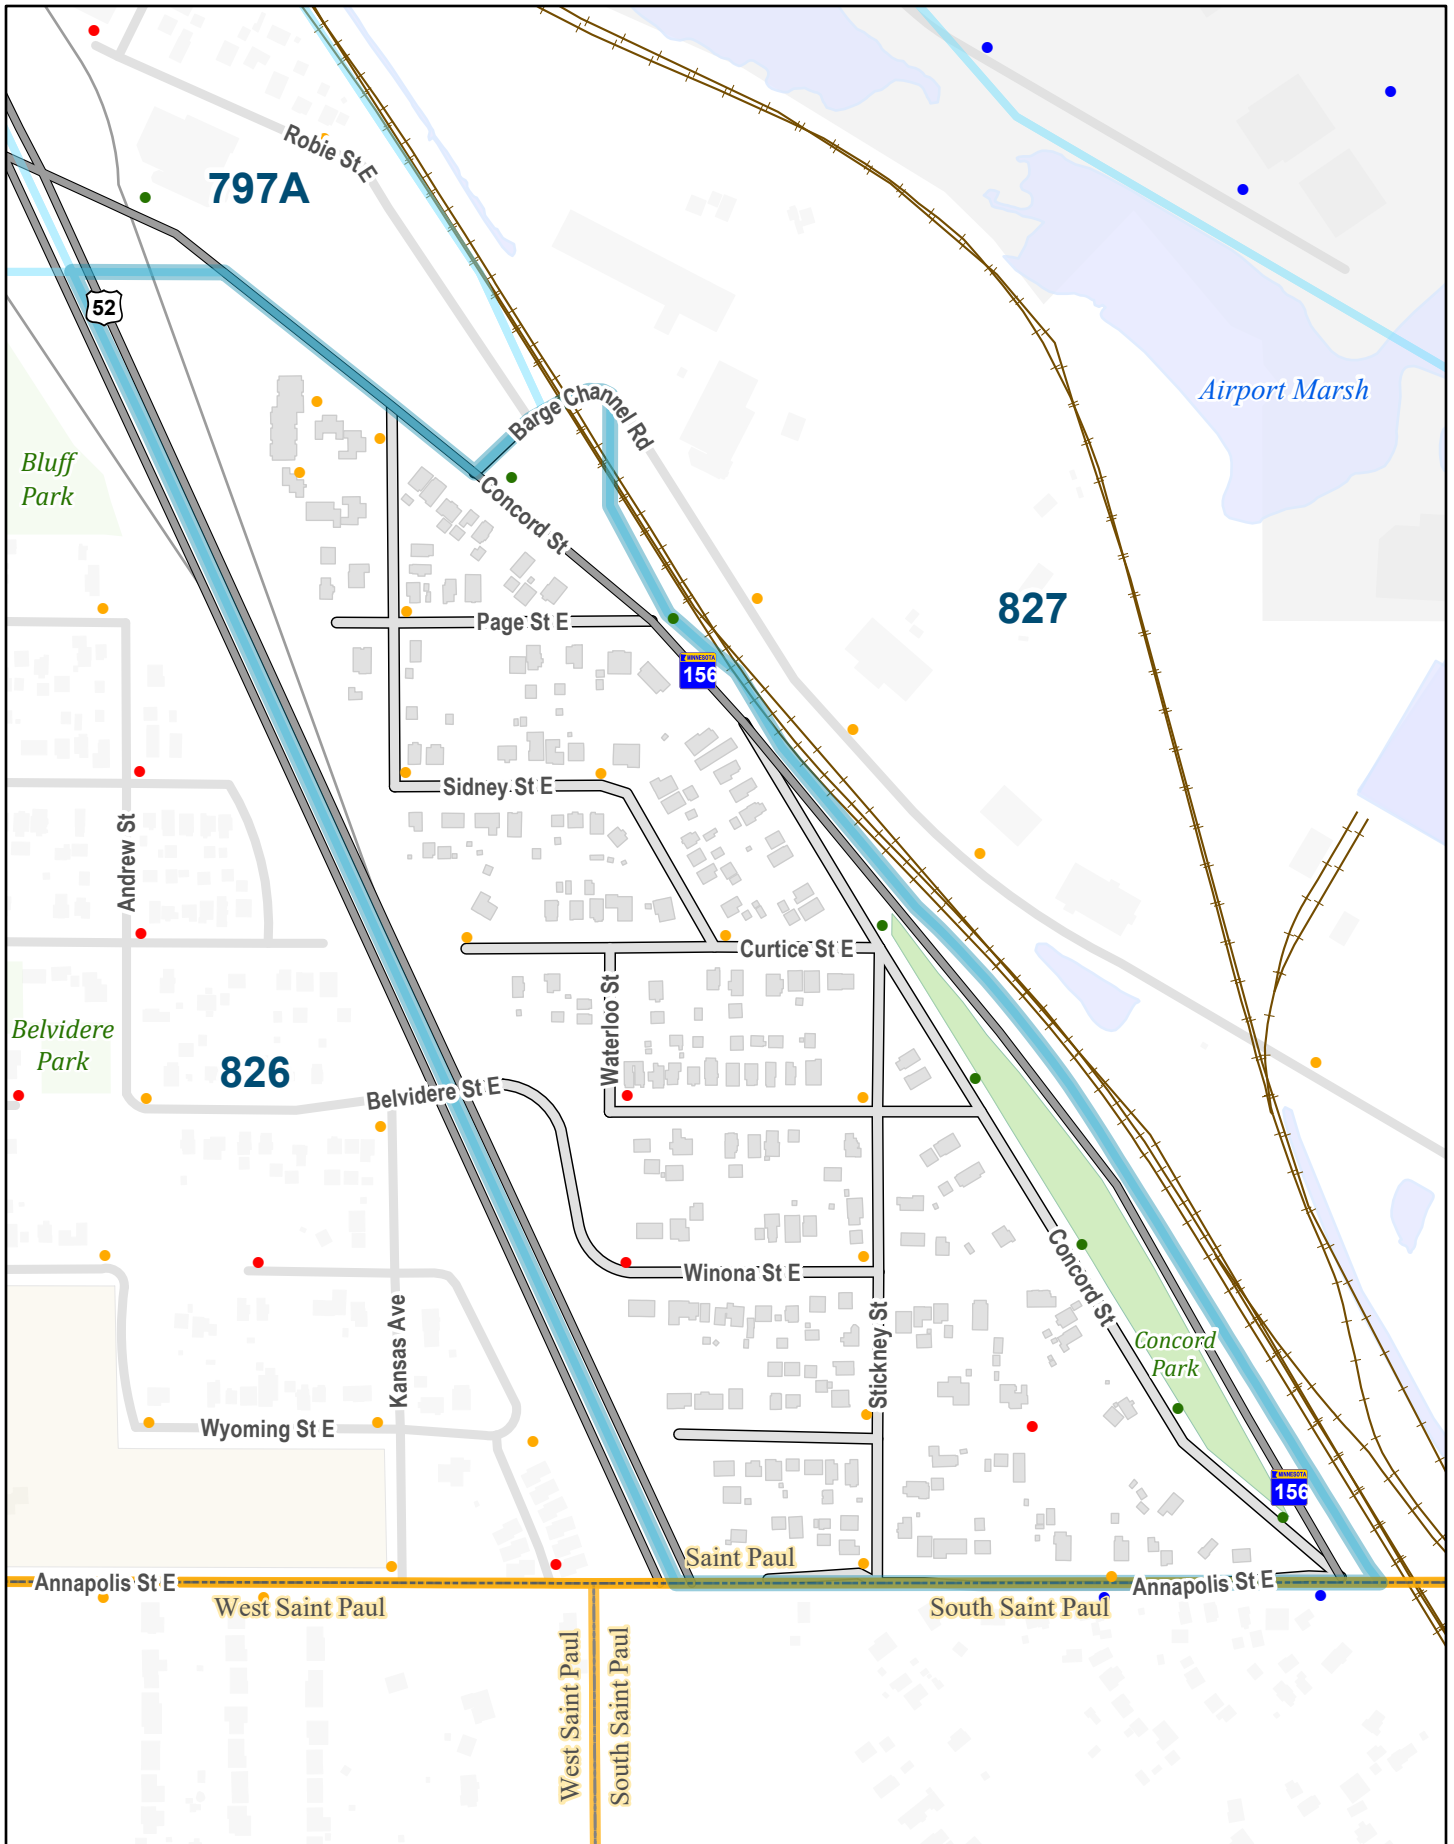 Robie St E
797A
52
Airport Marsh
Barge Channel Rd
Bluff
Park
Concord St
827
Page St E
MINNESOTA
156
Sidney St E
Andrew St
Curtice St E
Waterloo St
Belvidere
Park
826
Belvidere St E
Concord St
Winona St E
Kansas Ave
Stickney St
Concord
Park
Wyoming St E
MINNESOTA
156
Saint Paul
Annapolis St E
Annapolis St E
West Saint Paul
South Saint Paul
West Saint Paul
South Saint Paul